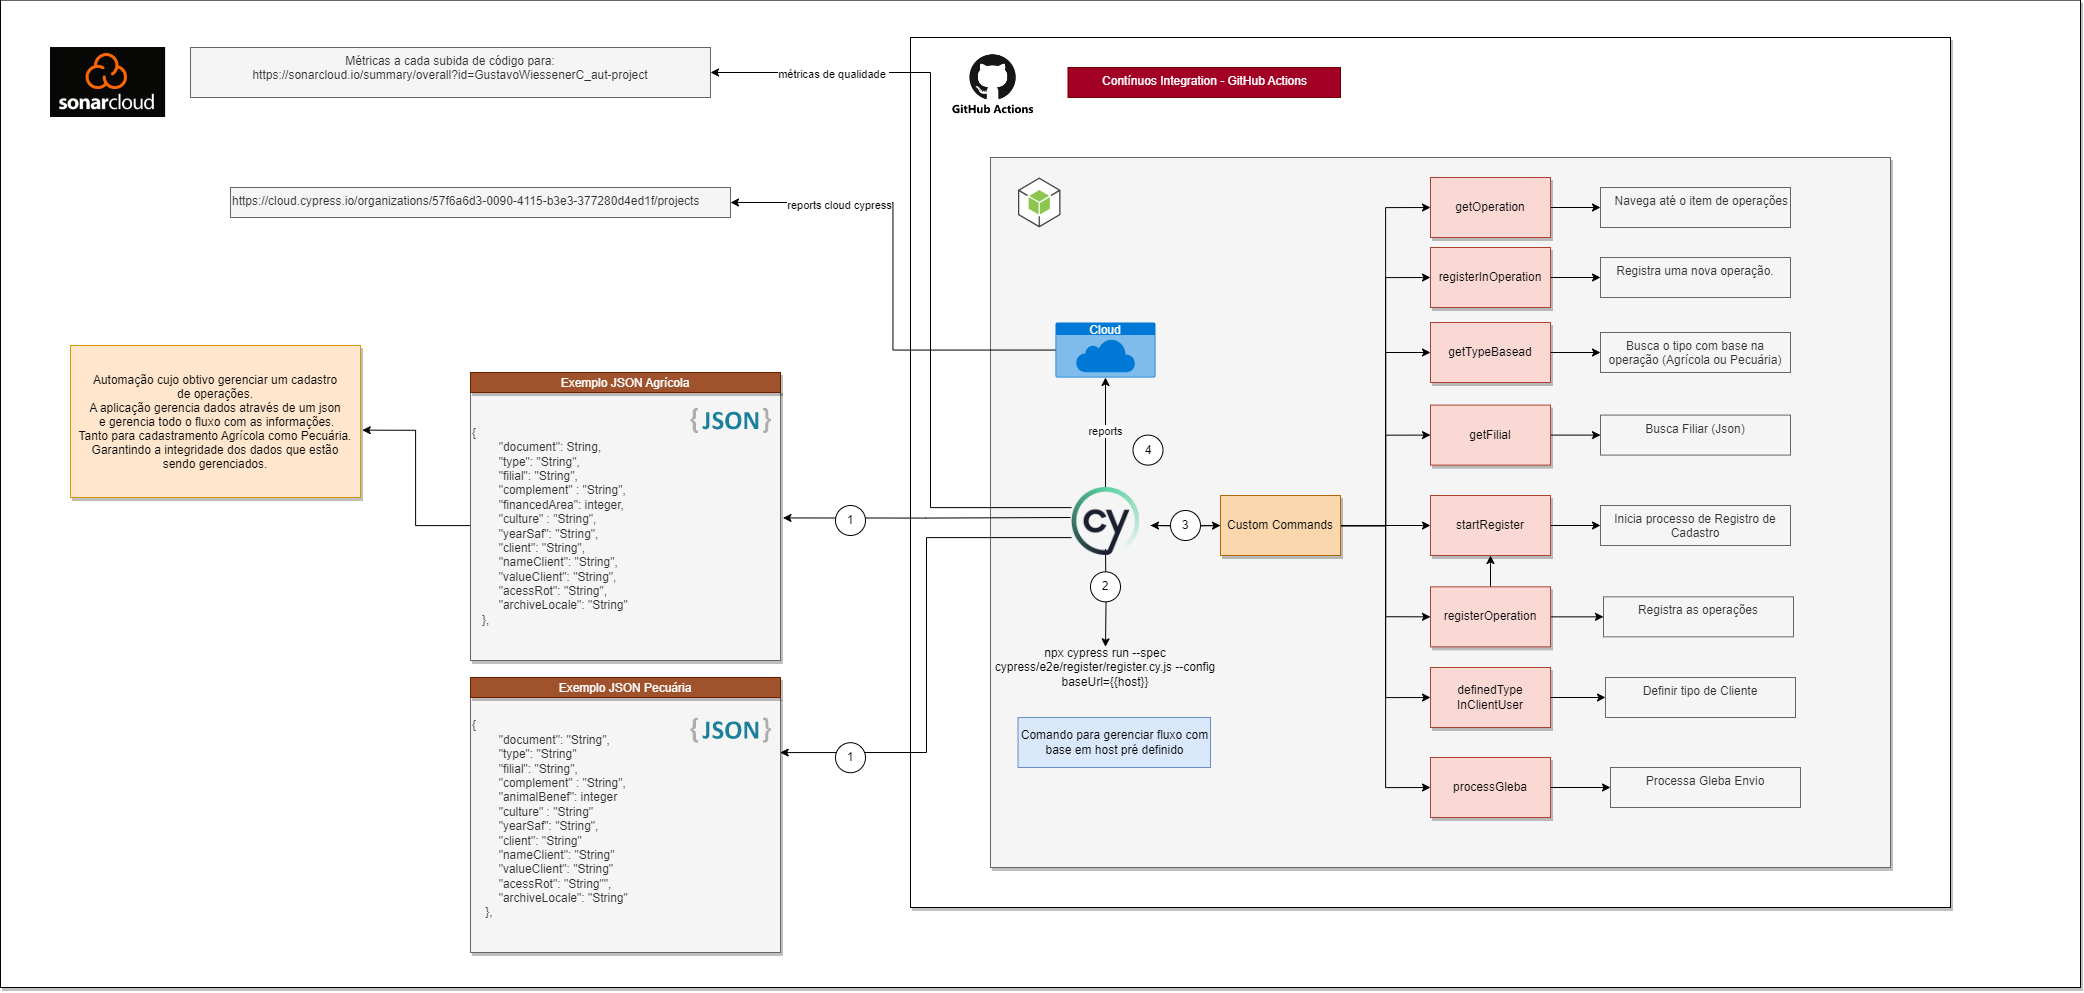 sonarcloud
Métricas a cada subida de código para:
https://sonarcloud.io/summary/overall?id=GustavoWiessenerC_aut-project
métricas de qualidade
GitHub Actions
Contínuos Integration - GitHub Actions
https://cloud.cypress.io/organizations/57f6a6d3-0090-4115-b3e3-377280d4ed1f/projects
reports cloud cypress
Automação cujo obtivo gerenciar um cadastro
de operações.
A aplicação gerencia dados através de um json
e gerencia todo o fluxo com as informações.
Tanto para cadastramento Agrícola como Pecuária.
Garantindo a integridade dos dados que estão
sendo gerenciados.
Exemplo JSON Agrícola
{JSON}
{
"document": String,
"type": "String",
"filial": "String",
"complement" : "String",
"financedArea": integer,
"culture" : "String",
"yearSaf": "String",
"client": "String",
"nameClient": "String",
"valueClient": "String",
"acessRot": "String",
"archiveLocale": "String"
},
Exemplo JSON Pecuária
{JSON}
{
"document": "String",
"type": "String"
"filial": "String",
"complement" : "String",
"animalBenef": integer
"culture" : "String"
"yearSaf": "String",
"client": "String"
"nameClient": "String"
"valueClient": "String"
"acessRot": "String"",
"archiveLocale": "String"
},
1
1
Cloud
reports
4
cy
3
2
npx cypress run --spec
cypress/e2e/register/register.cy.js --config
baseUrl={{host}}
Comando para gerenciar fluxo com
base em host pré definido
Custom Commands
getOperation
Navega até o item de operações
registerInOperation
Registra uma nova operação.
getTypeBasead
Busca o tipo com base na
operação (Agrícola ou Pecuária)
getFilial
Busca Filiar (Json)
startRegister
Inicia processo de Registro de
Cadastro
registerOperation
Registra as operações
definedType
InClientUser
Definir tipo de Cliente
processGleba
Processa Gleba Envio